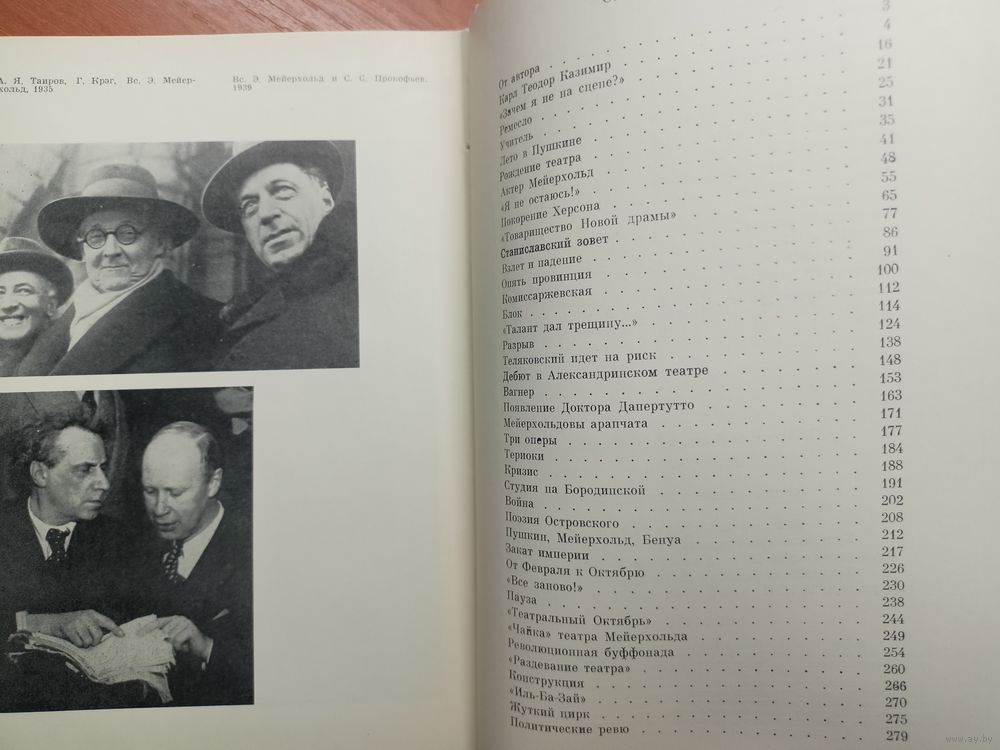 А. Я. Таиров, Г. Крэг, Вс. Э. Мейер-
хольд, 1935
Вс. Э. Мейерхольд и С. С. Прокофьев.
1939
От автора 3
Карл Теодор Казимир 4
«Зачем я не на сцене?» 16
Ремесло 21
Учитель 25
Лето в Пушкине 31
Рождение театра 35
Актер Мейерхольд 41
«Я не остаюсь!» 48
Покорение Херсона 55
«Товарищество Новой драмы» 65
Станиславский зовет 77
Взлет и падение 86
Опять провинция 91
Комиссаржевская 100
Блок 112
«Талант дал трещину...» 114
Разрыв 124
Теляковский идет на риск 138
Дебют в Александринском театре 148
Вагнер 153
Появление Доктора Дапертутто 163
Мейерхольдовы арапчата 171
Три оперы 177
Териоки 184
Кризис 188
Студия на Бородинской 191
Война 202
Поэзия Островского 208
Пушкин, Мейерхольд, Бенуа 212
Закат империи 217
От Февраля к Октябрю 226
«Все заново!» 230
Пауза 238
«Театральный Октябрь» 244
«Чайка» театра Мейерхольда 249
Революционная буффонада 254
«Раздевание театра» 260
Конструкция 266
«Иль-Ба-Зай» 270
Жуткий цирк 275
Политические ревю 279
www.ay.by